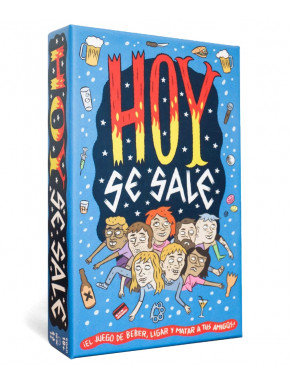 HOY
SE SALE
¡EL JUEGO DE BEBER, LIGAR Y MATAR A TUS AMIGOS!
HOY
SE SALE